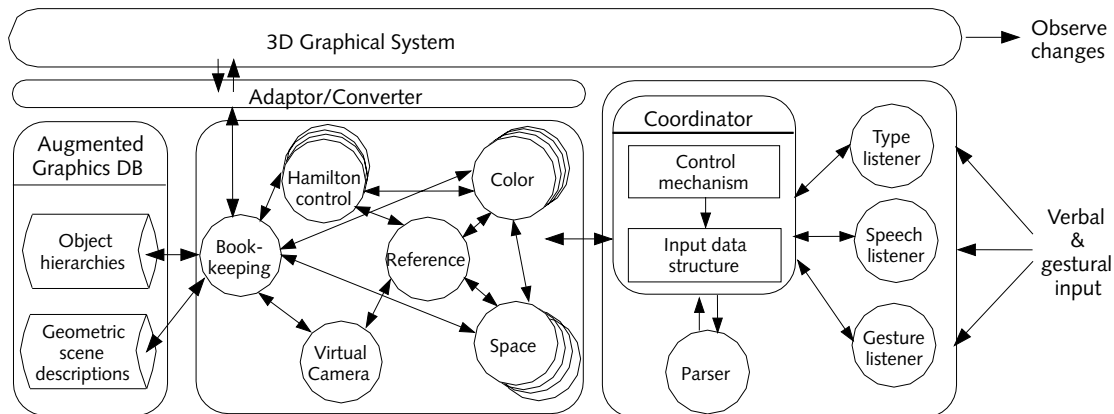 3D Graphical System
Observe
changes
Adaptor/Converter
Augmented
Graphics DB
Object
hierarchies
Geometric
scene
descriptions
Hamilton
control
Color
Book-
keeping
Reference
Virtual
Camera
Space
Coordinator
Control
mechanism
Input data
structure
Parser
Type
listener
Speech
listener
Gesture
listener
Verbal
&
gestural
input